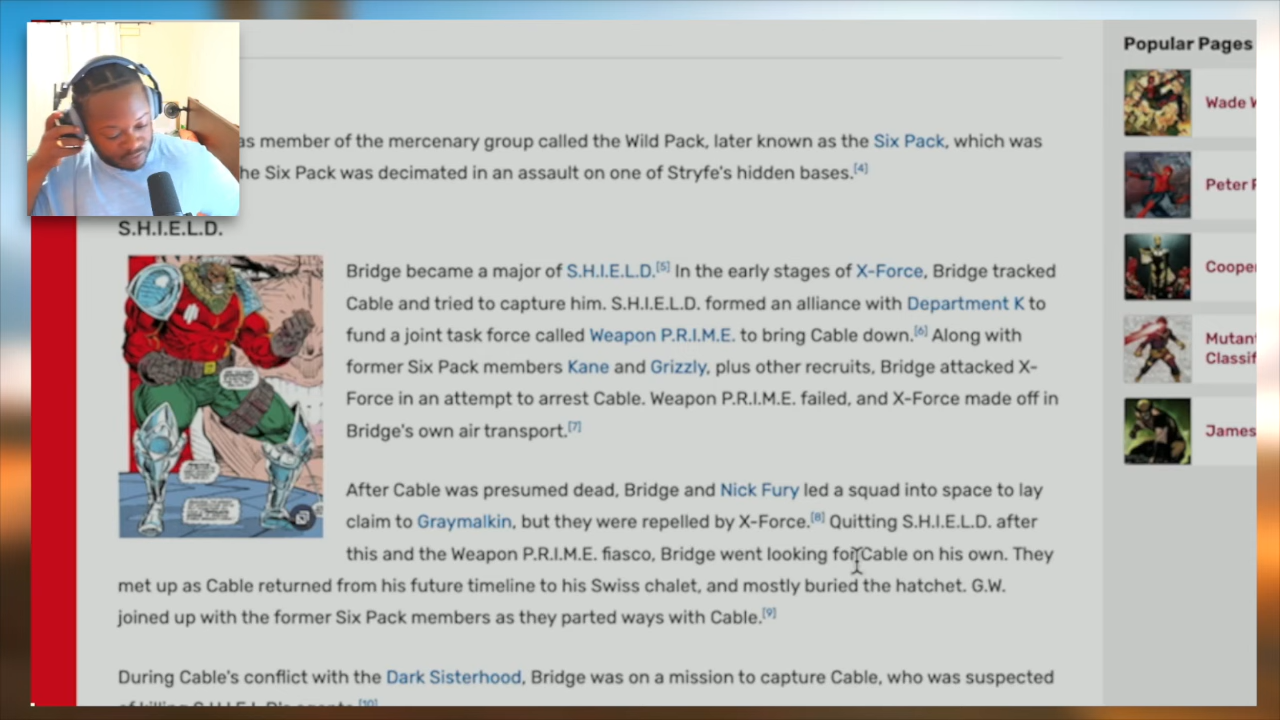 Popular Pages
as member of the mercenary group called the Wild Pack, later known as the Six Pack, which was
he Six Pack was decimated in an assault on one of Stryfe's hidden bases.[4]
S.H.I.E.L.D.
Bridge became a major of S.H.I.E.L.D.[5] In the early stages of X-Force, Bridge tracked
Cable and tried to capture him. S.H.I.E.L.D. formed an alliance with Department K to
fund a joint task force called Weapon P.R.I.M.E. to bring Cable down.[6] Along with
former Six Pack members Kane and Grizzly, plus other recruits, Bridge attacked X-
Force in an attempt to arrest Cable. Weapon P.R.I.M.E. failed, and X-Force made off in
Bridge's own air transport.[7]
After Cable was presumed dead, Bridge and Nick Fury led a squad into space to lay
claim to Graymalkin, but they were repelled by X-Force.[8] Quitting S.H.I.E.L.D. after
this and the Weapon P.R.I.M.E. fiasco, Bridge went looking for Cable on his own. They
met up as Cable returned from his future timeline to his Swiss chalet, and mostly buried the hatchet. G.W.
joined up with the former Six Pack members as they parted ways with Cable.[9]
During Cable's conflict with the Dark Sisterhood, Bridge was on a mission to capture Cable, who was suspected
of killing S.H.I.E.L.D's agents.[10]
Wade W
Peter F
Coope
Mutan
Classif
James